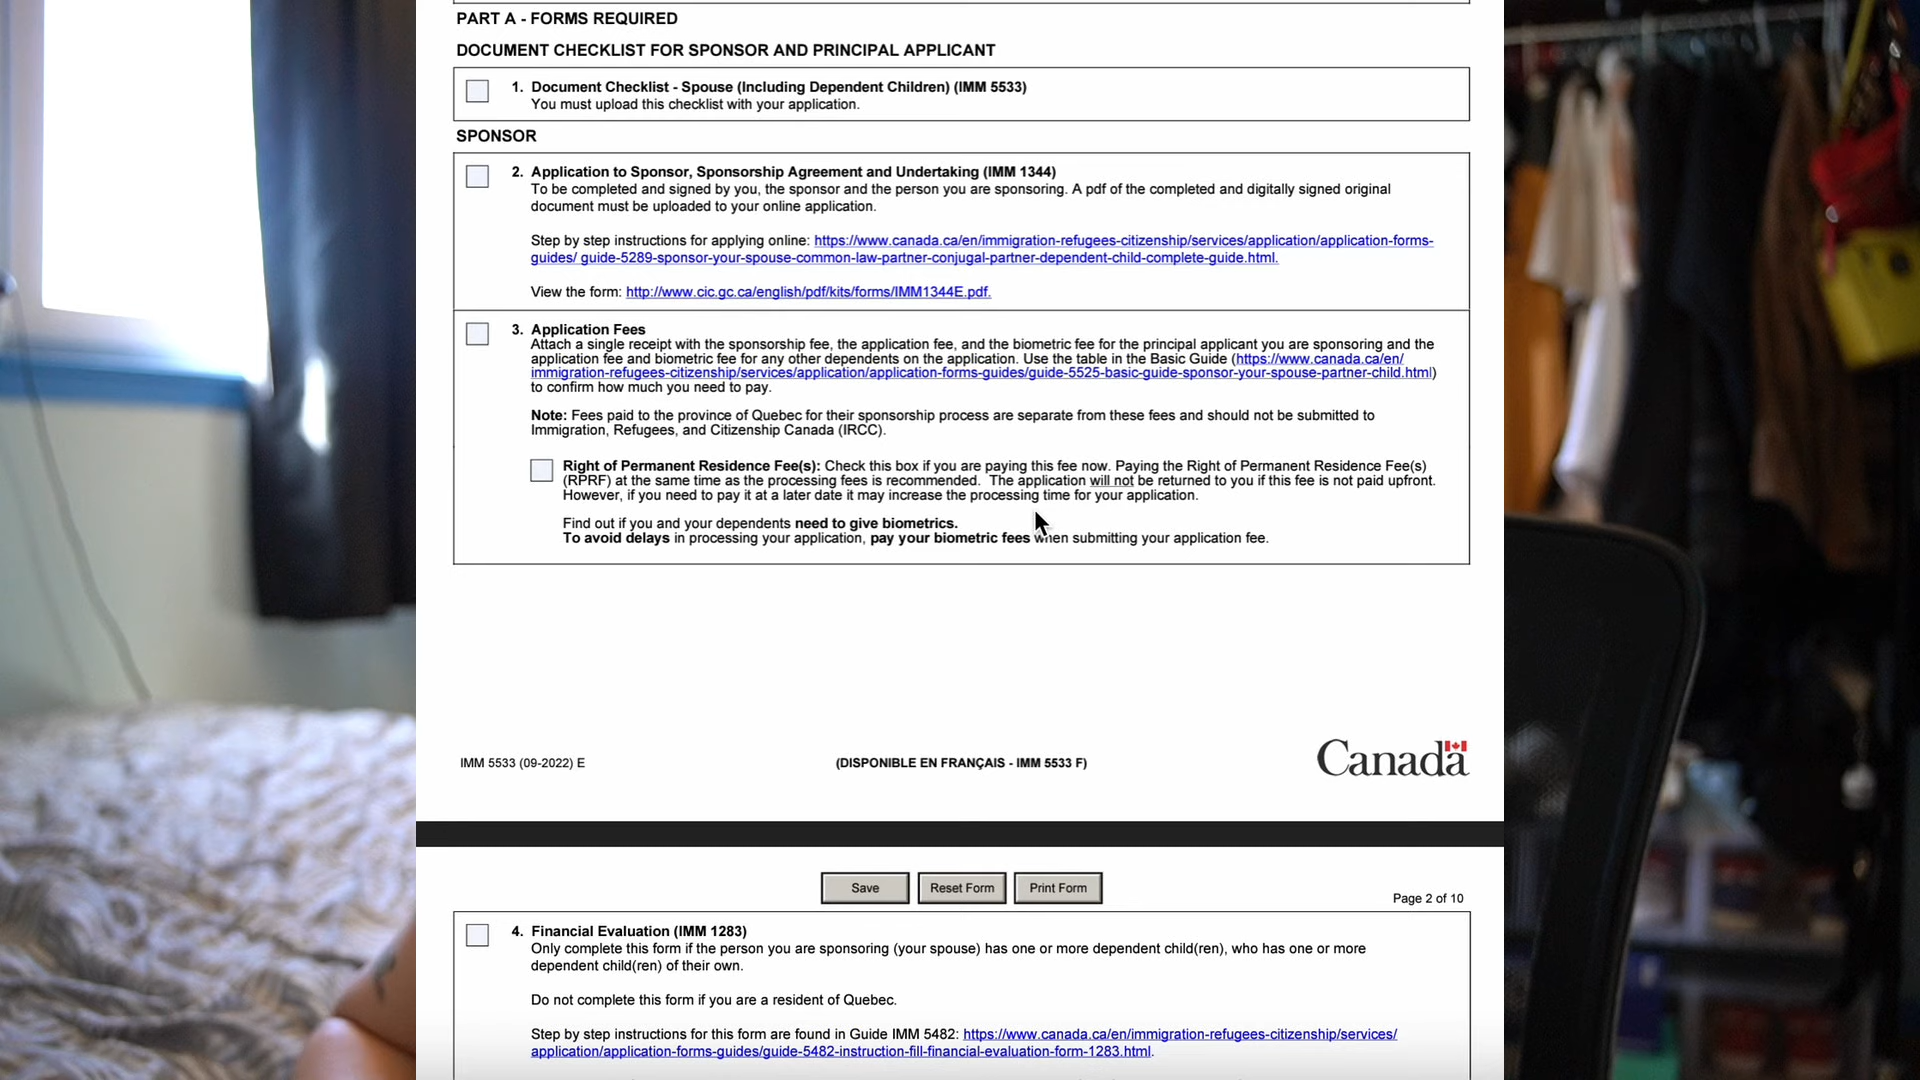 PART A - FORMS REQUIRED
DOCUMENT CHECKLIST FOR SPONSOR AND PRINCIPAL APPLICANT
1. Document Checklist - Spouse (Including Dependent Children) (IMM 5533)
You must upload this checklist with your application.
SPONSOR
2. Application to Sponsor, Sponsorship Agreement and Undertaking (IMM 1344)
To be completed and signed by you, the sponsor and the person you are sponsoring. A pdf of the completed and digitally signed original
document must be uploaded to your online application.
Step by step instructions for applying online: https://www.canada.ca/en/immigration-refugees-citizenship/services/application/application-forms-
guides/ guide-5289-sponsor-your-spouse-common-law-partner-conjugal-partner-dependent-child-complete-guide.html.
View the form: http://www.cic.gc.ca/english/pdf/kits/forms/IMM1344E.pdf.
3. Application Fees
Attach a single receipt with the sponsorship fee, the application fee, and the biometric fee for the principal applicant you are sponsoring and the
application fee and biometric fee for any other dependents on the application. Use the table in the Basic Guide (https://www.canada.ca/en/
immigration-refugees-citizenship/services/application/application-forms-guides/guide-5525-basic-guide-sponsor-your-spouse-partner-child.html)
to confirm how much you need to pay.
Note: Fees paid to the province of Quebec for their sponsorship process are separate from these fees and should not be submitted to
Immigration, Refugees, and Citizenship Canada (IRCC).
Right of Permanent Residence Fee(s): Check this box if you are paying this fee now. Paying the Right of Permanent Residence Fee(s)
(RPRF) at the same time as the processing fees is recommended. The application will not be returned to you if this fee is not paid upfront.
However, if you need to pay it at a later date it may increase the processing time for your application.
Find out if you and your dependents need to give biometrics.
To avoid delays in processing your application, pay your biometric fees when submitting your application fee.
IMM 5533 (09-2022) E
(DISPONIBLE EN FRANÇAIS - IMM 5533 F)
Canada
Save
Reset Form
Print Form
Page 2 of 10
4. Financial Evaluation (IMM 1283)
Only complete this form if the person you are sponsoring (your spouse) has one or more dependent child(ren), who has one or more
dependent child(ren) of their own.
Do not complete this form if you are a resident of Quebec.
Step by step instructions for this form are found in Guide IMM 5482: https://www.canada.ca/en/immigration-refugees-citizenship/services/
application/application-forms-guides/guide-5482-instruction-fill-financial-evaluation-form-1283.html.